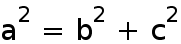 a² = b² + c²